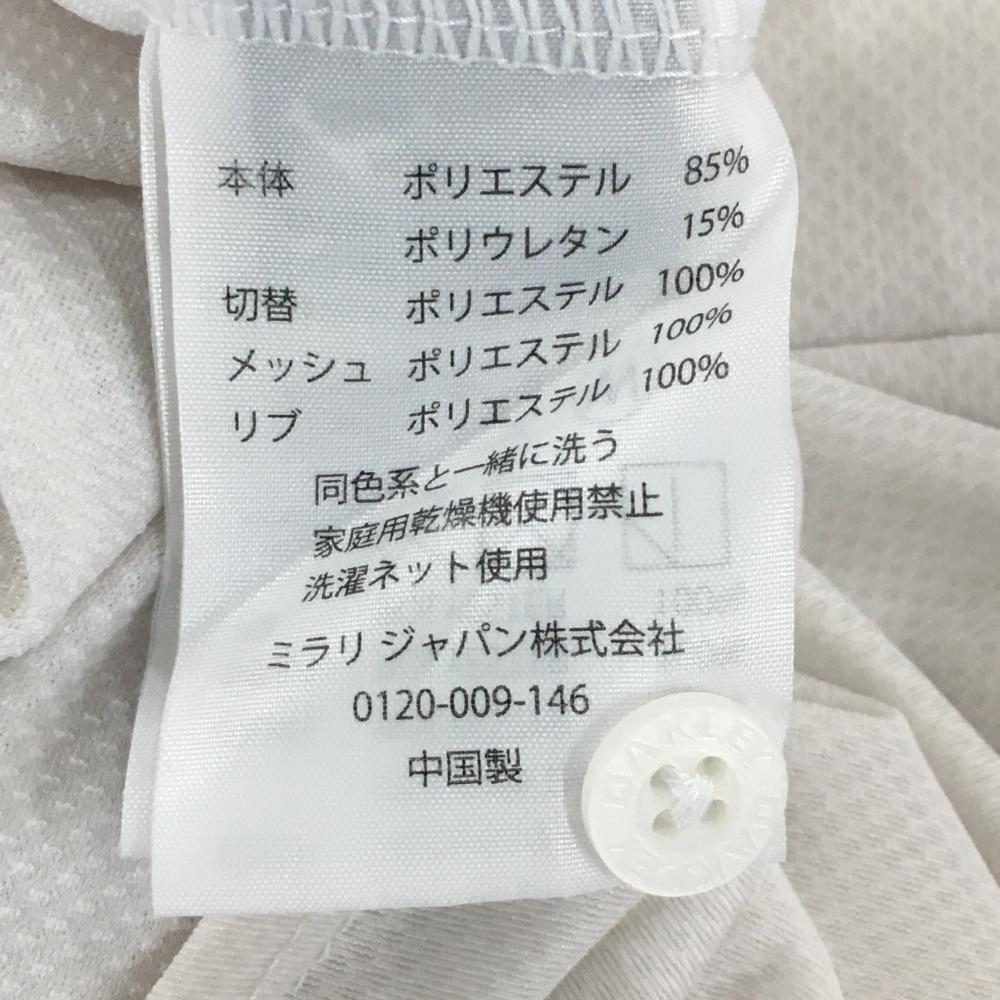 本体 ポリエステル 85%
ポリウレタン 15%
切替 ポリエステル 100%
メッシュ ポリエステル 100%
リブ ポリエステル 100%
同色系と一緒に洗う
家庭用乾燥機使用禁止
洗濯ネット使用
ミラリ ジャパン株式会社
0120-009-146
中国製
OAKLEY